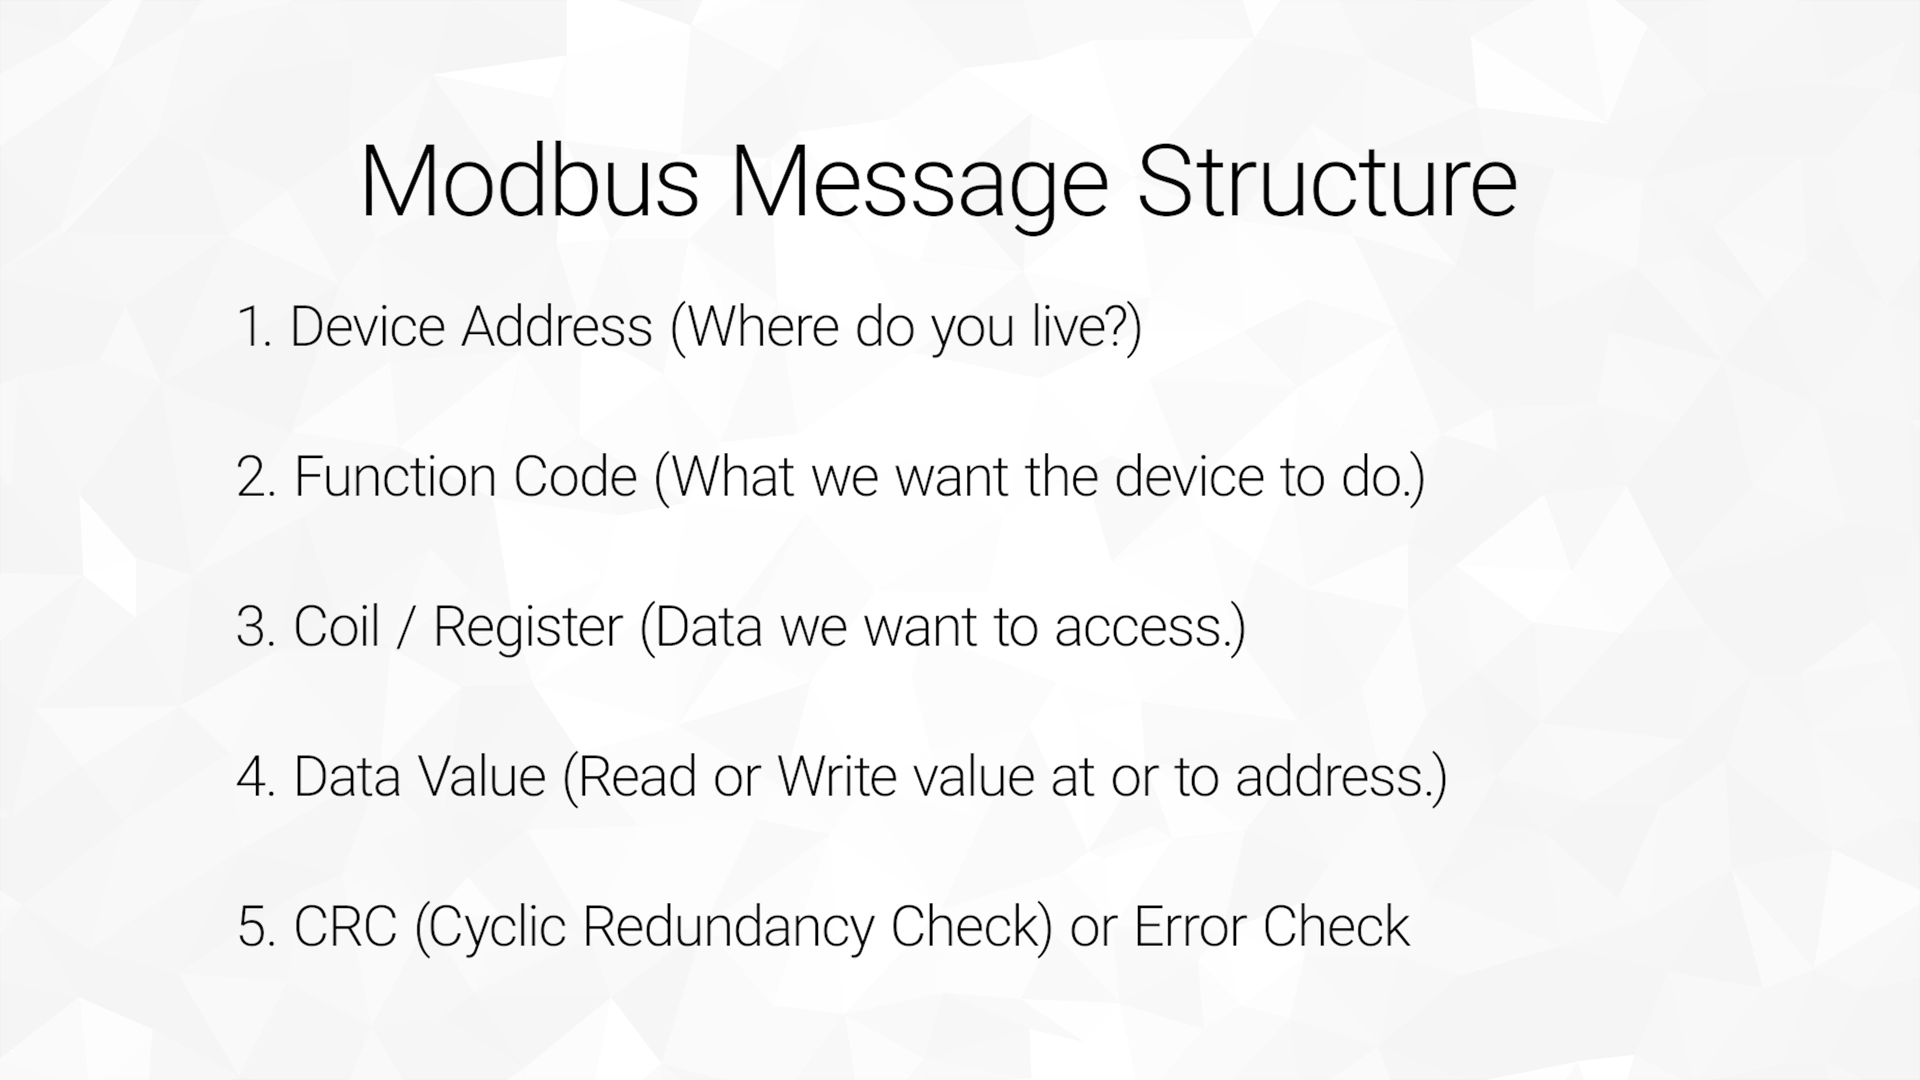 Modbus Message Structure
1. Device Address (Where do you live?)
2. Function Code (What we want the device to do.)
3. Coil / Register (Data we want to access.)
4. Data Value (Read or Write value at or to address.)
5. CRC (Cyclic Redundancy Check) or Error Check